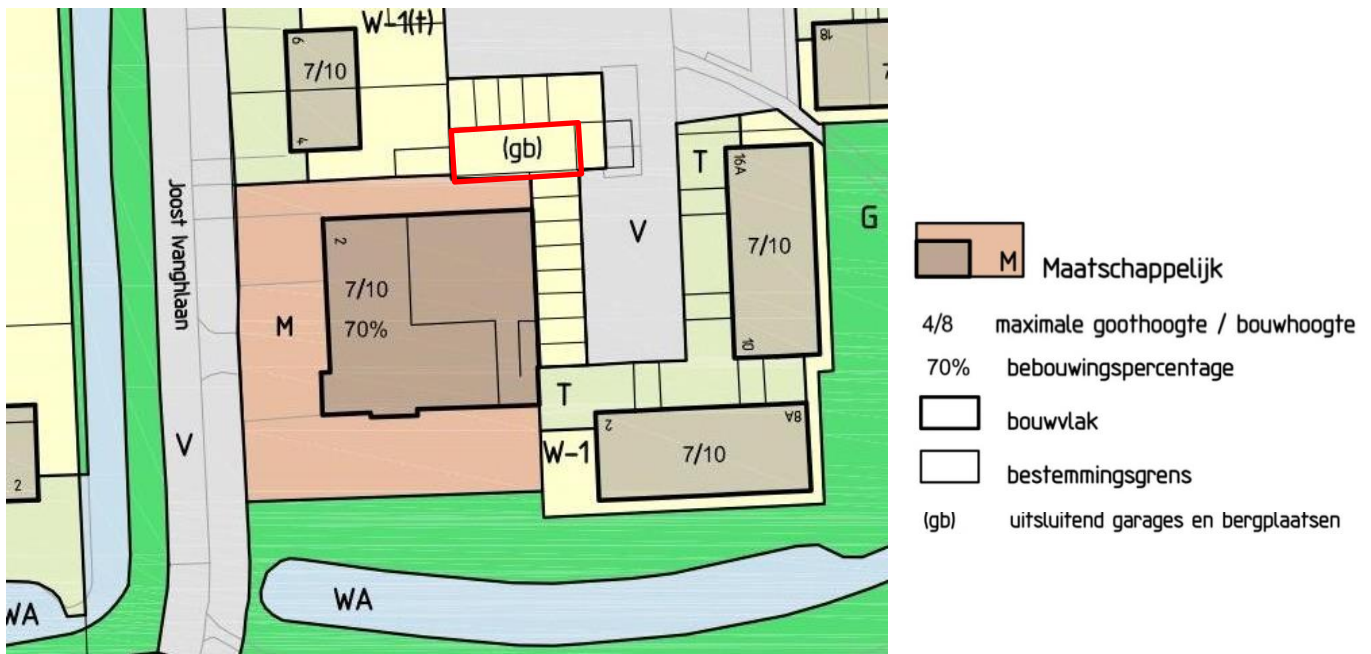 W-1(t)
6
7/10
4
18
(gb)
T
16A
G
Joost Ivanghlaan
V
2
7/10
7/10
M
70%
10
T
V
W-1
2
8A
7/10
2
WA
WA
M Maatschappelijk
4/8 maximale goothoogte / bouwhoogte
70% bebouwingspercentage
bouwvlak
bestemmingsgrens
(gb) uitsluitend garages en bergplaatsen